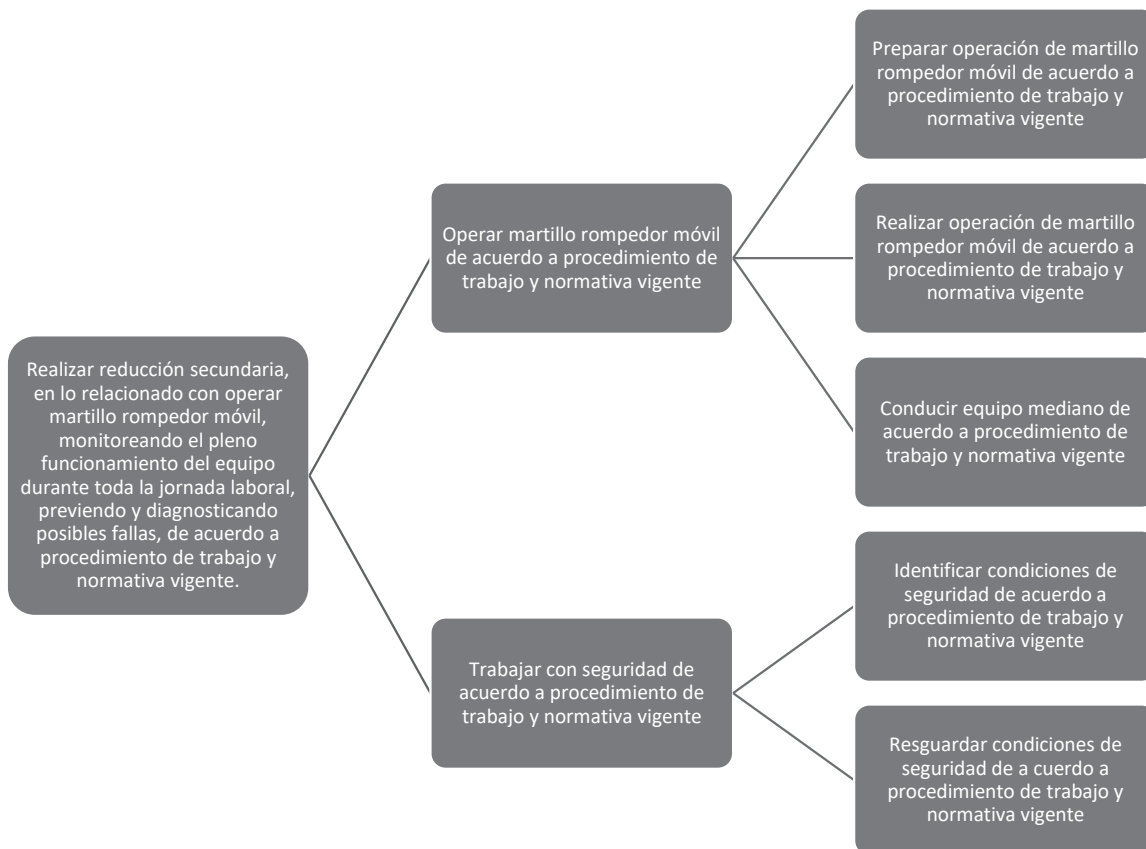 Realizar reducción secundaria,
en lo relacionado con operar
martillo rompedor móvil,
monitoreando el pleno
funcionamiento del equipo
durante toda la jornada laboral,
previendo y diagnosticando
posibles fallas, de acuerdo a
procedimiento de trabajo y
normativa vigente.
Operar martillo rompedor móvil
de acuerdo a procedimiento de
trabajo y normativa vigente
Preparar operación de martillo
rompedor móvil de acuerdo a
procedimiento de trabajo y
normativa vigente
Realizar operación de martillo
rompedor móvil de acuerdo a
procedimiento de trabajo y
normativa vigente
Conducir equipo mediano de
acuerdo a procedimiento de
trabajo y normativa vigente
Trabajar con seguridad de
acuerdo a procedimiento de
trabajo y normativa vigente
Identificar condiciones de
seguridad de acuerdo a
procedimiento de trabajo y
normativa vigente
Resguardar condiciones de
seguridad de a cuerdo a
procedimiento de trabajo y
normativa vigente